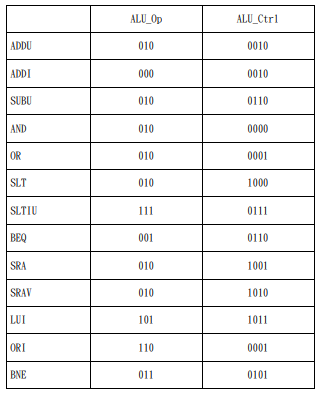 ALU_Op ALU_Ctrl
ADDU 010 0010
ADDI 000 0010
SUBU 010 0110
AND 010 0000
OR 010 0001
SLT 010 1000
SLTIU 111 0111
BEQ 001 0110
SRA 010 1001
SRAV 010 1010
LUI 101 1011
ORI 110 0001
BNE 011 0101